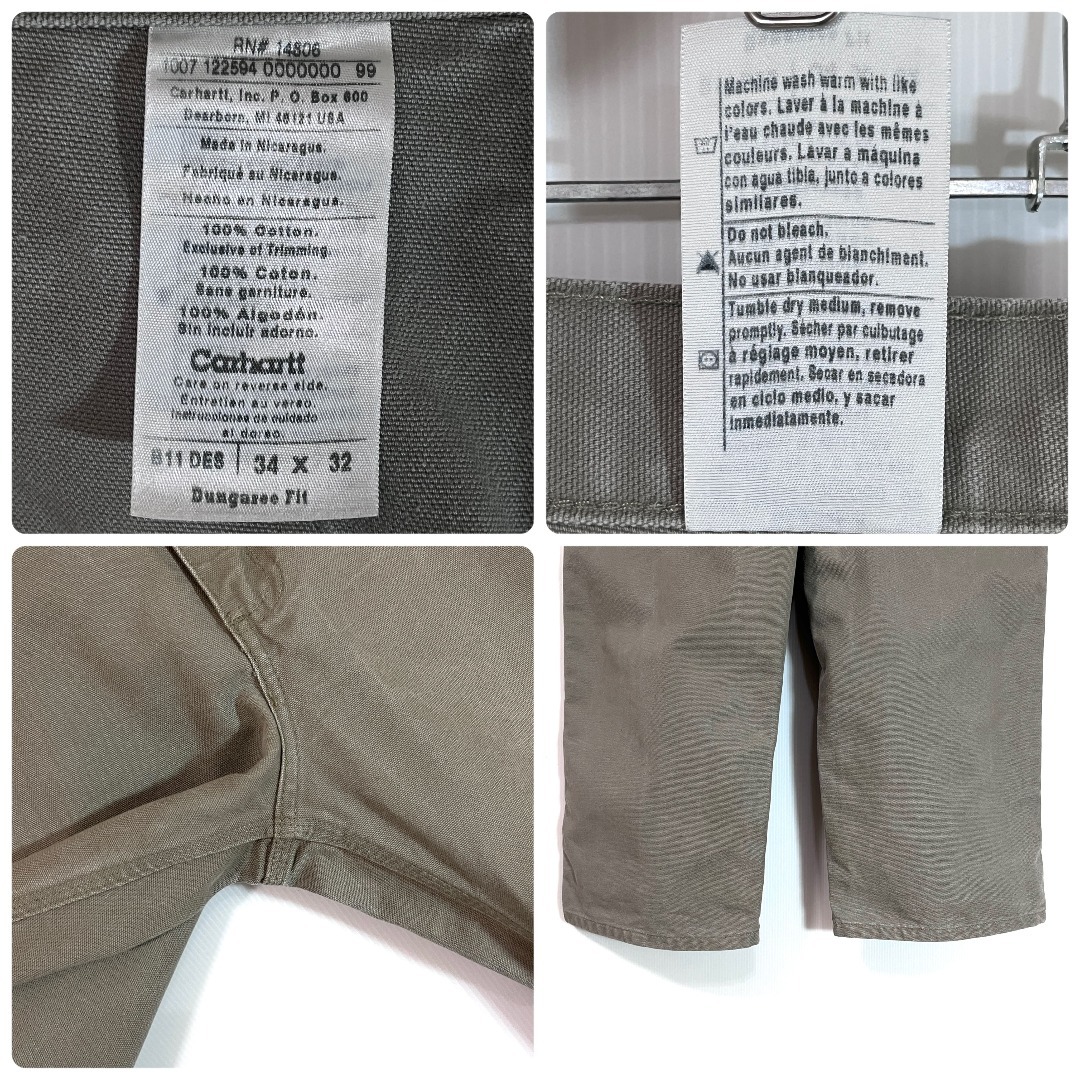 RN# 14806
1007 122594 0000000 99
Carhartt, Inc. P. O. Box 600
Dearborn, MI 48121 USA
Made in Nicaragua.
Fabriqué au Nicaragua.
Hecho en Nicaragua.
100% Cotton.
Exclusive of Trimming.
100% Coton.
Sans garniture.
100% Algodón.
Sin incluir adorno.
Carhartt
Care on reverse side.
Entretien au verso
Instrucciones de cuidado
al dorso.
B11 DES 34 X 32
Dungaree Fit
Machine wash warm with like
colors. Laver à la machine à
l'eau chaude avec les mêmes
couleurs. Lavar a máquina
con agua tibia, junto a colores
similares.
Do not bleach.
Aucun agent de blanchiment.
No usar blanqueador.
Tumble dry medium, remove
promptly. Sécher par culbutage
à réglage moyen, retirer
rapidement. Secar en secadora
en ciclo medio, y sacar
inmediatamente.